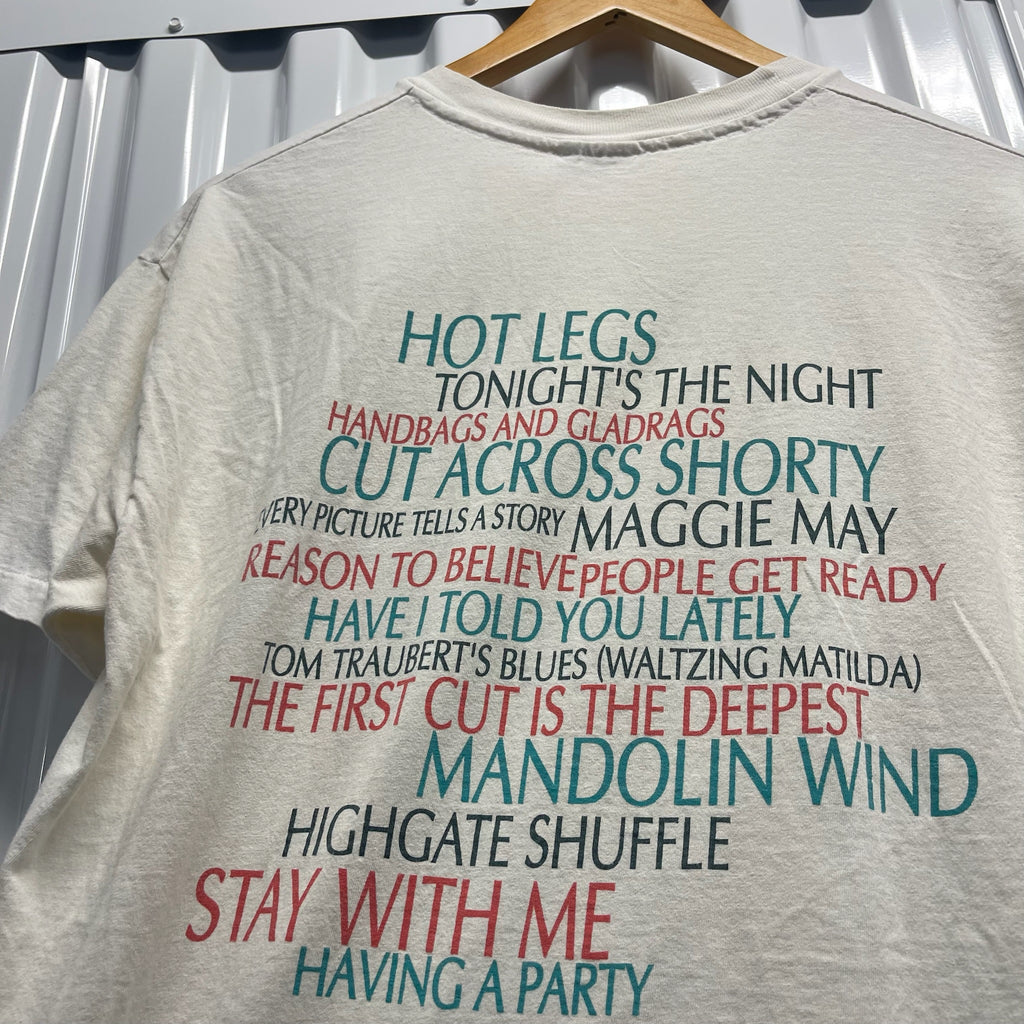 HOT LEGS
TONIGHT'S THE NIGHT
HANDBAGS AND GLADRAGS
CUT ACROSS SHORTY
EVERY PICTURE TELLS A STORY MAGGIE MAY
REASON TO BELIEVE PEOPLE GET READY
HAVE I TOLD YOU LATELY
TOM TRAUBERT'S BLUES (WALTZING MATILDA)
THE FIRST CUT IS THE DEEPEST
MANDOLIN WIND
HIGHGATE SHUFFLE
STAY WITH ME
HAVING A PARTY